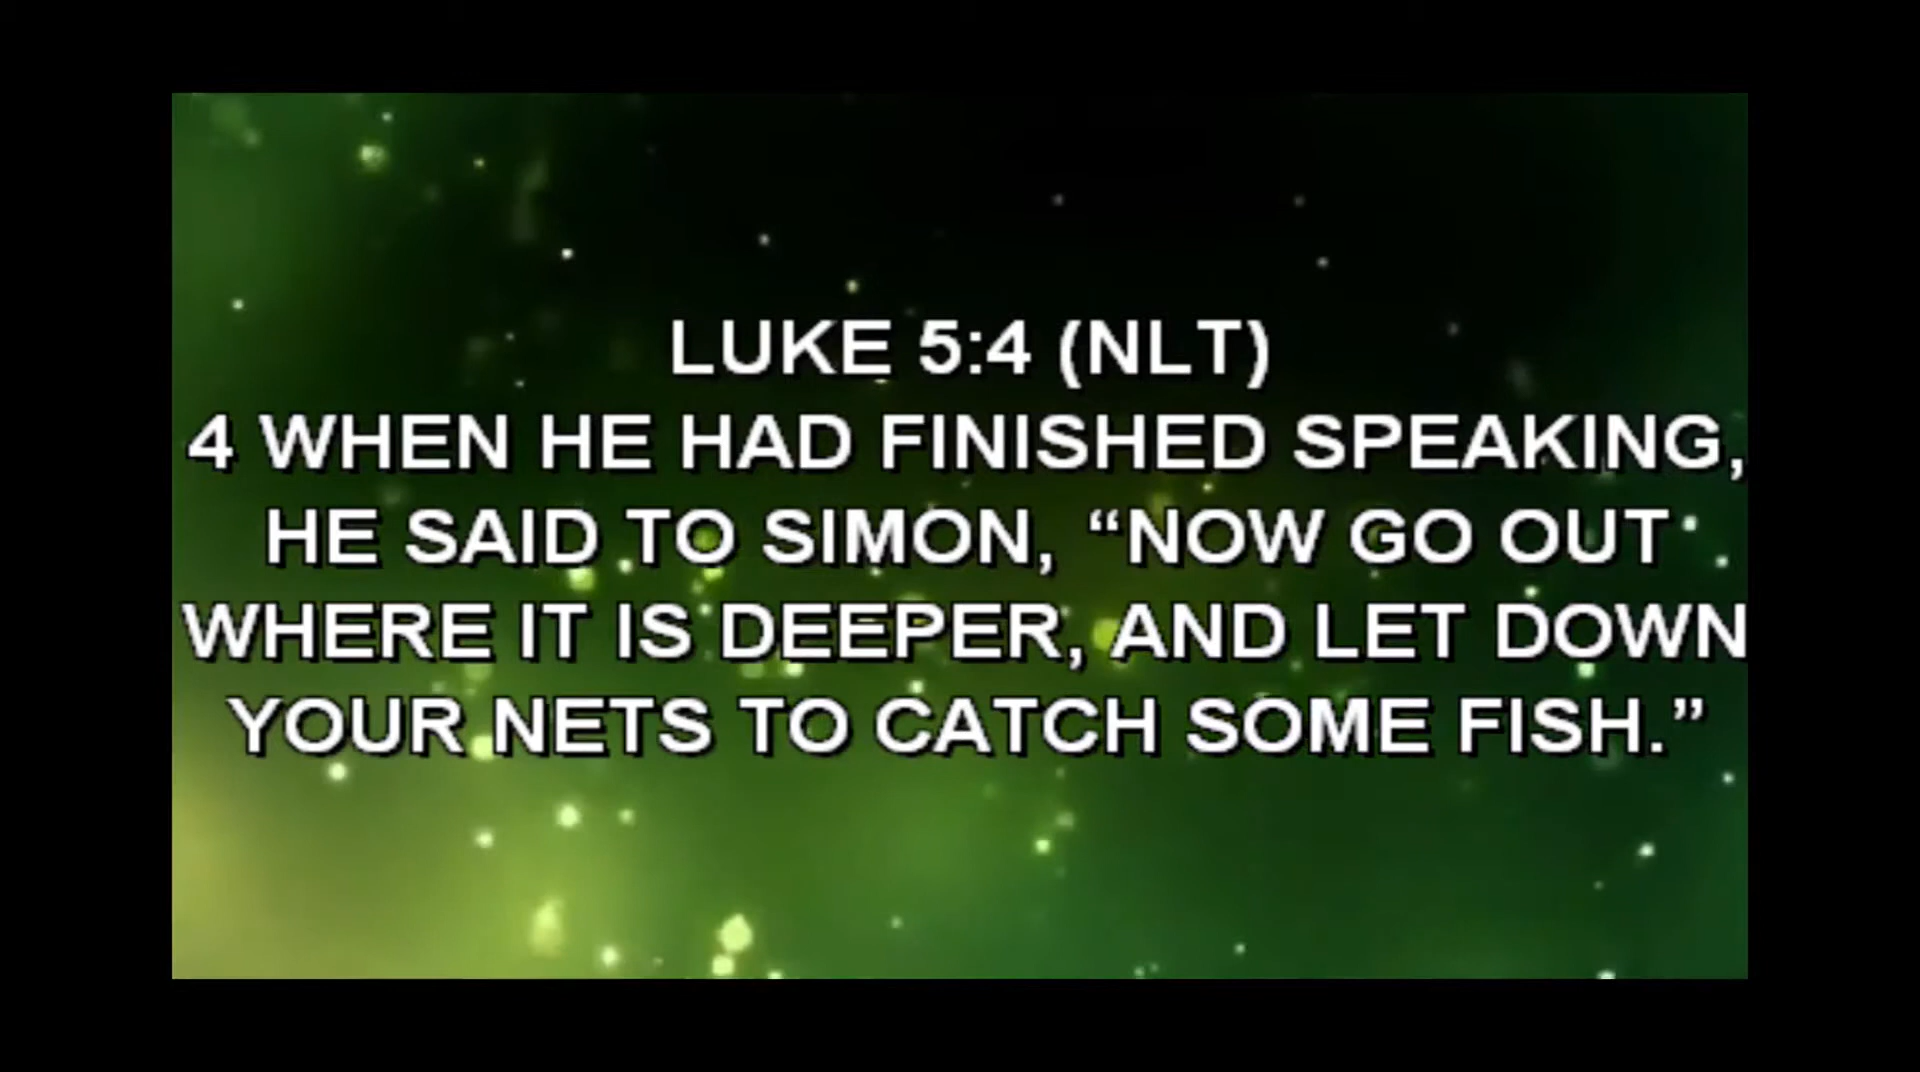 LUKE 5:4 (NLT)
4 WHEN HE HAD FINISHED SPEAKING,
HE SAID TO SIMON, “NOW GO OUT
WHERE IT IS DEEPER, AND LET DOWN
YOUR NETS TO CATCH SOME FISH.”